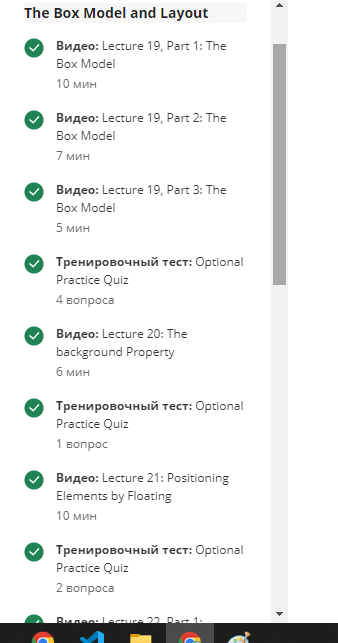 The Box Model and Layout
Видео: Lecture 19, Part 1: The
Box Model
10 мин
Видео: Lecture 19, Part 2: The
Box Model
7 мин
Видео: Lecture 19, Part 3: The
Box Model
5 мин
Тренировочный тест: Optional
Practice Quiz
4 вопроса
Видео: Lecture 20: The
background Property
6 мин
Тренировочный тест: Optional
Practice Quiz
1 вопрос
Видео: Lecture 21: Positioning
Elements by Floating
10 мин
Тренировочный тест: Optional
Practice Quiz
2 вопроса
Видео: Lecture 22, Part 1: